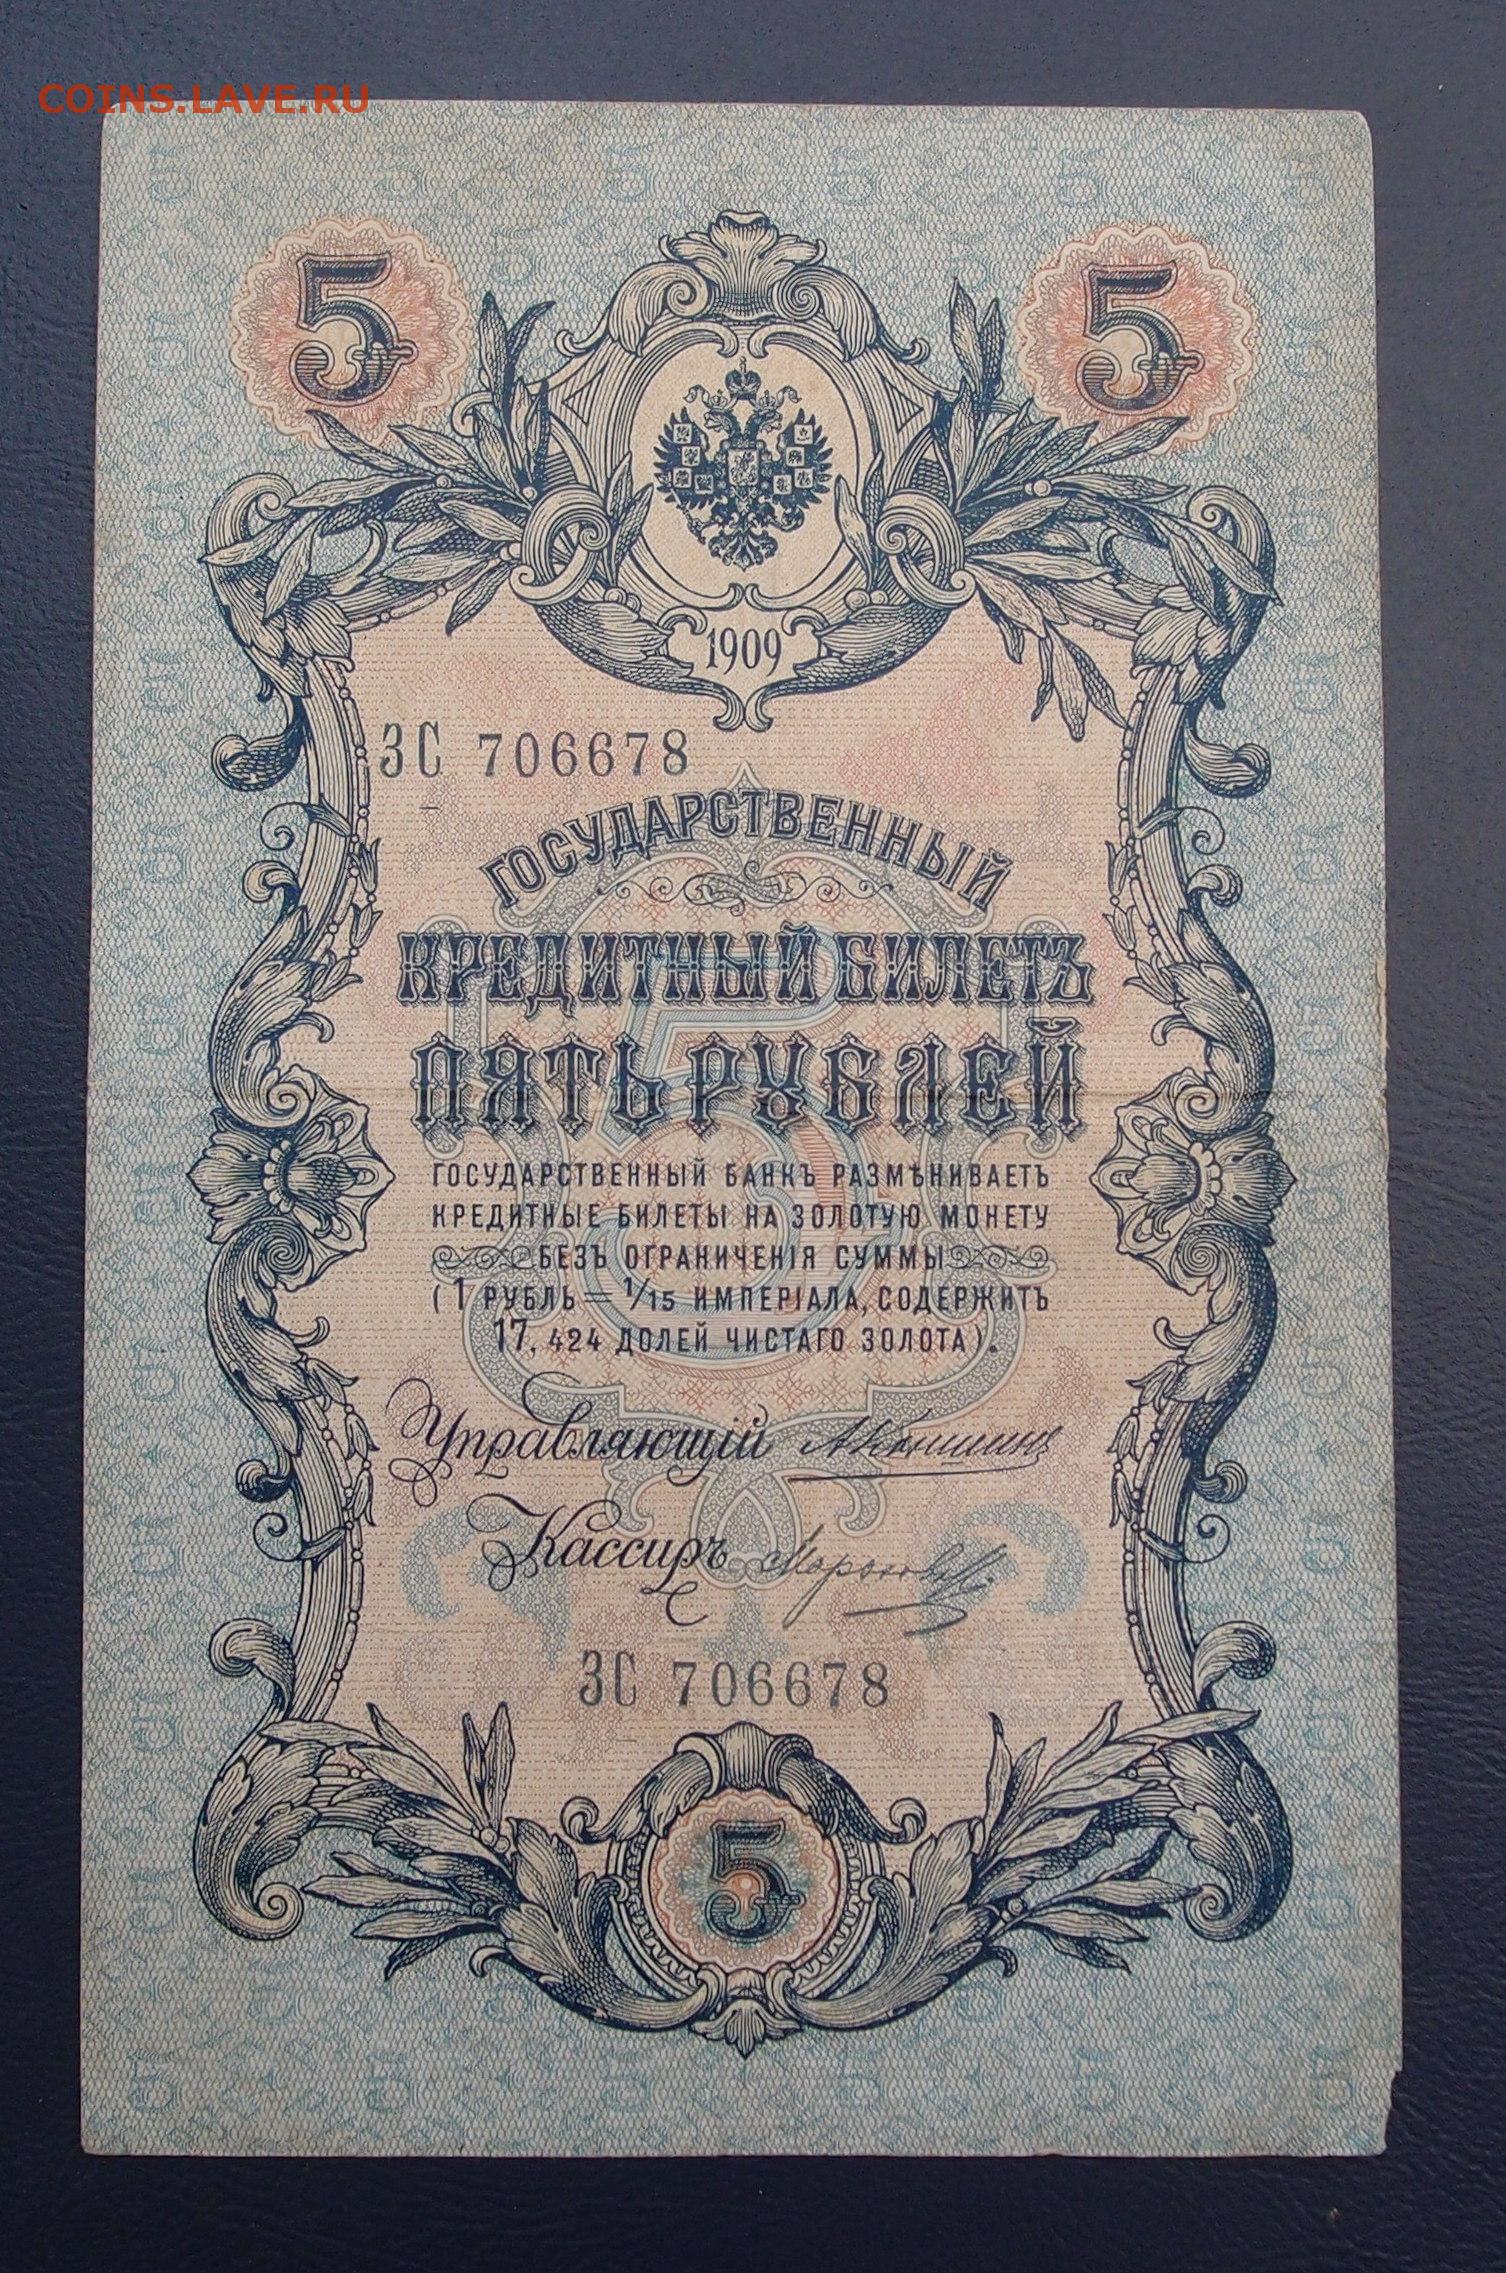 COINS.LAVE.RU
5 5
1909
ЗС 706678
ГОСУДАРСТВЕННЫЙ
КРЕДИТНЫЙ БИЛЕТЪ
ПЯТЬ РУБЛЕЙ
ГОСУДАРСТВЕННЫЙ БАНКЪ РАЗМѢНИВАЕТЪ
КРЕДИТНЫЕ БИЛЕТЫ НА ЗОЛОТУЮ МОНЕТУ
БЕЗЪ ОГРАНИЧЕНІЯ СУММЫ
(1 РУБЛЬ = 1/15 ИМПЕРІАЛА, СОДЕРЖИТЪ
17,424 ДОЛЕЙ ЧИСТАГО ЗОЛОТА).
Управляющій АКоншинъ
Кассиръ
ЗС 706678
5